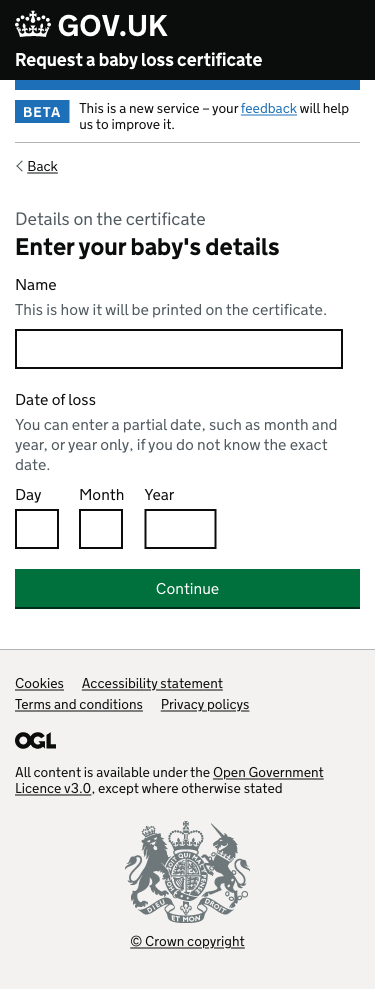 GOV.UK
Request a baby loss certificate
BETA
This is a new service – your feedback will help
us to improve it.
Back
Details on the certificate
Enter your baby's details
Name
This is how it will be printed on the certificate.
Date of loss
You can enter a partial date, such as month and
year, or year only, if you do not know the exact
date.
Day Month Year
Continue
Cookies Accessibility statement
Terms and conditions Privacy policys
OGL
All content is available under the Open Government
Licence v3.0, except where otherwise stated
DIEU ET MON
© Crown copyright